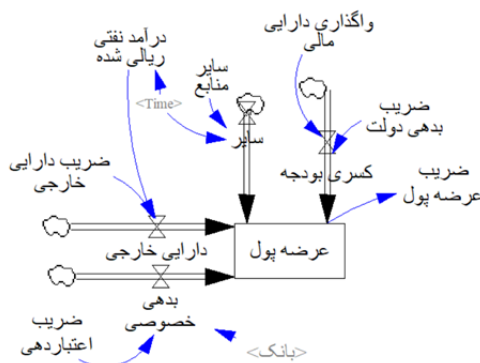 درآمد نفتی
ریالی شده
<Time>
سایر
منابع
سایر
واگذاری دارایی
مالی
ضریب
بدهی دولت
کسری بودجه
ضریب
عرضه پول
ضریب دارایی
خارجی
دارایی خارجی
عرضه پول
بدهی
خصوصی
ضریب
اعتباردهی
<بانک>